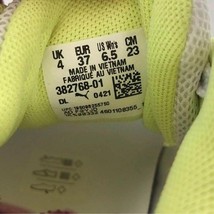 UK EUR US Wo's CM
4 37 6.5 23
MADE IN VIETNAM
FABRIQUÉ AU VIETNAM
382768-01
DL 0421